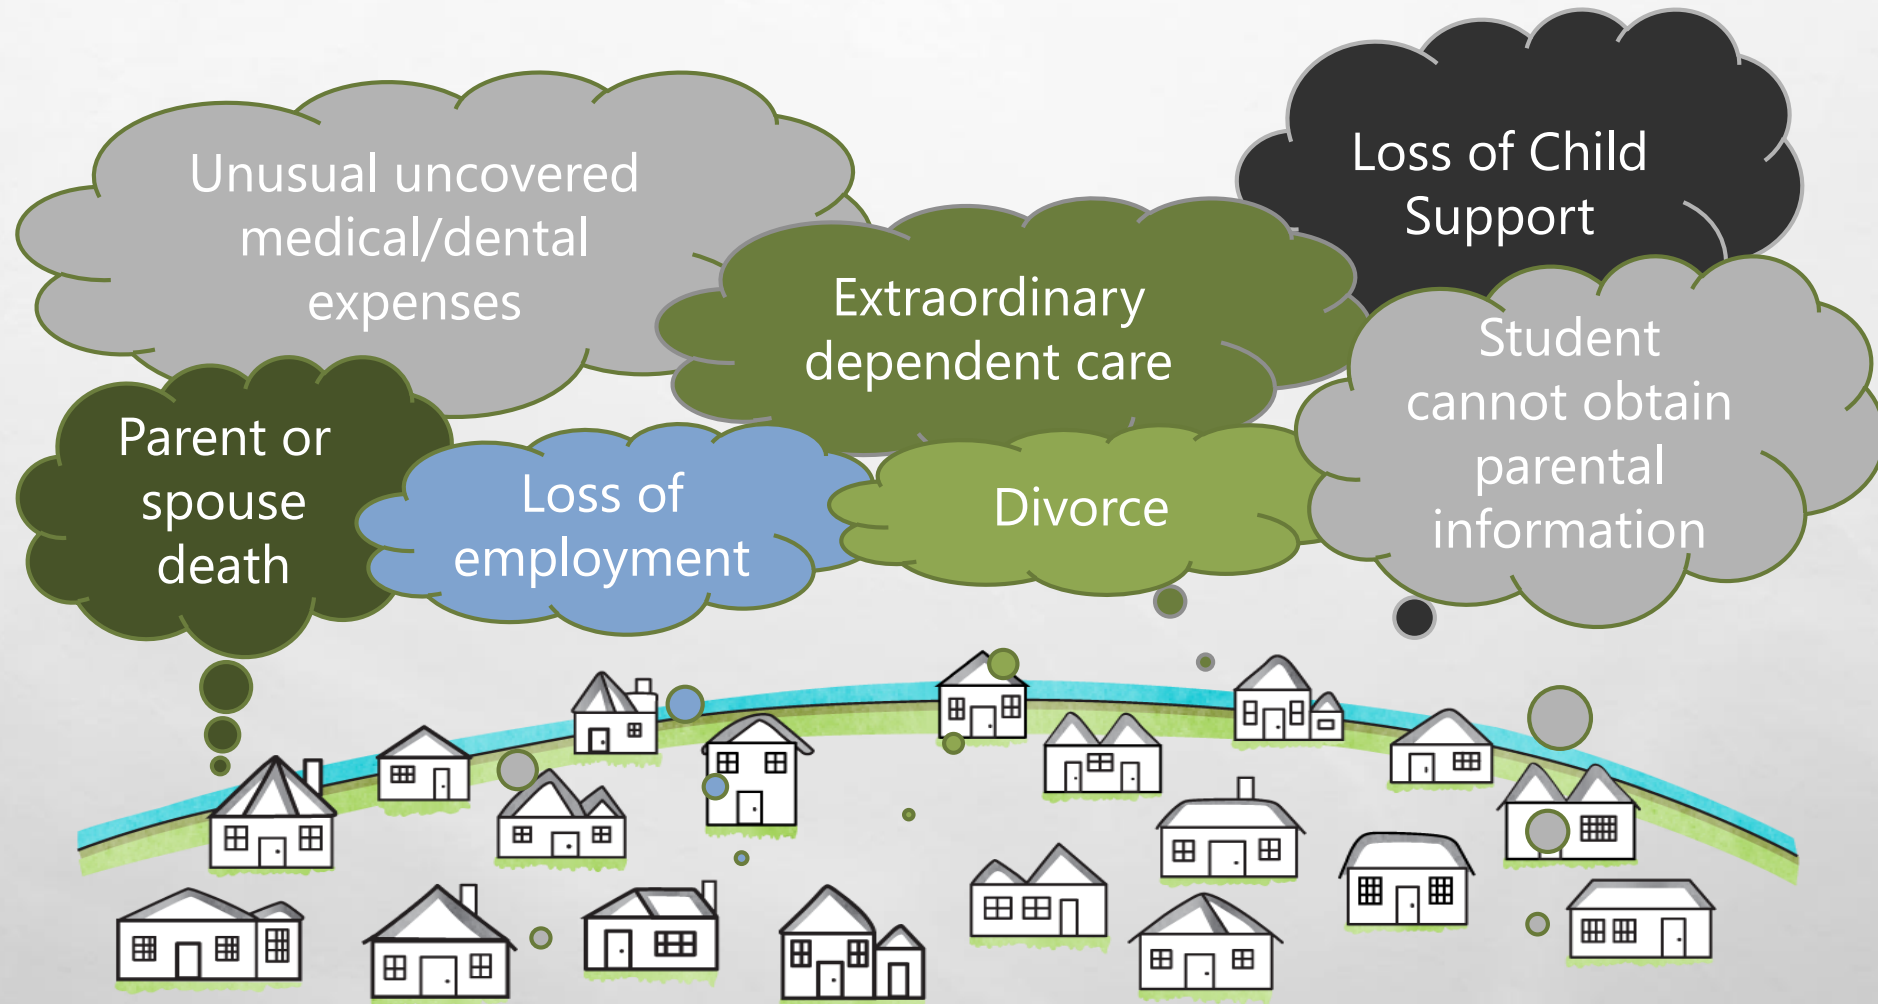 Unusual uncovered
medical/dental
expenses
Loss of Child
Support
Extraordinary
dependent care
Student
cannot obtain
parental
information
Parent or
spouse
death
Loss of
employment
Divorce